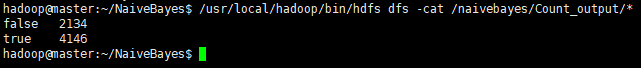 hadoop@master:~/NaiveBayes$ /usr/local/hadoop/bin/hdfs dfs -cat /naivebayes/Count_output/*
false   2134
true    4146
hadoop@master:~/NaiveBayes$